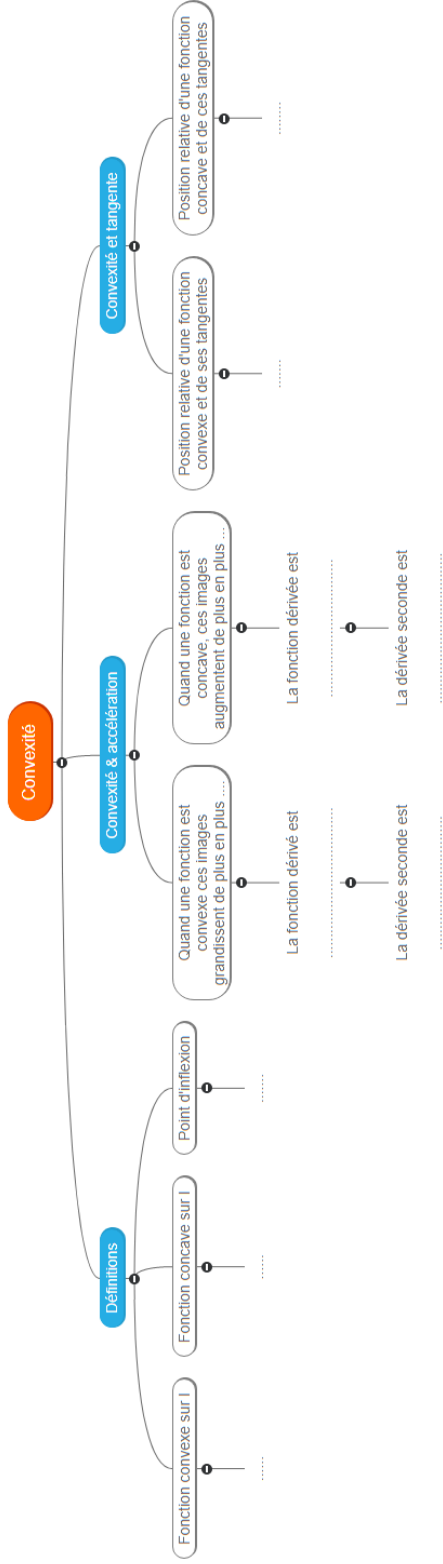 Convexité
Définitions
Convexité & accélération
Convexité et tangente
Fonction convexe sur I
......
Fonction concave sur I
......
Point d'inflexion
......
Quand une fonction est
convexe ces images
grandissent de plus en plus ....
La fonction dérivé est
......................................
La dérivée seconde est
..................................
Quand une fonction est
concave, ces images
augmentent de plus en plus ...
La fonction dérivée est
...................................
La dérivée seconde est
......................................
Position relative d'une fonction
convexe et de ses tangentes
......
Position relative d'une fonction
concave et de ces tangentes
........